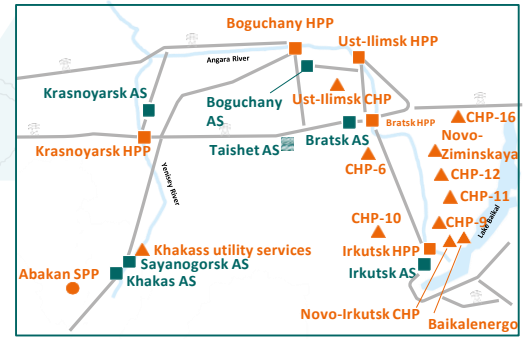 Boguchany HPP
Ust-Ilimsk HPP
Angara River
Krasnoyarsk AS
Boguchany
AS
Ust-Ilimsk CHP
CHP-16
Bratsk HPP
Novo-
Ziminskaya
Krasnoyarsk HPP
Taishet AS
Bratsk AS
CHP-6
CHP-12
Yenisey River
CHP-11
CHP-10
CHP-9
Lake Baikal
Khakass utility services
Irkutsk HPP
Sayanogorsk AS
Irkutsk AS
Khakas AS
Abakan SPP
Novo-Irkutsk CHP
Baikalenergo